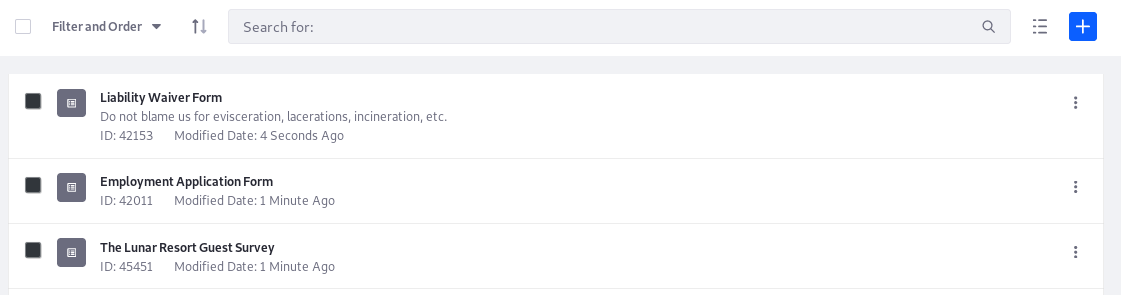 Filter and Order
Search for:
Liability Waiver Form
Do not blame us for evisceration, lacerations, incineration, etc.
ID: 42153 Modified Date: 4 Seconds Ago
Employment Application Form
ID: 42011 Modified Date: 1 Minute Ago
The Lunar Resort Guest Survey
ID: 45451 Modified Date: 1 Minute Ago